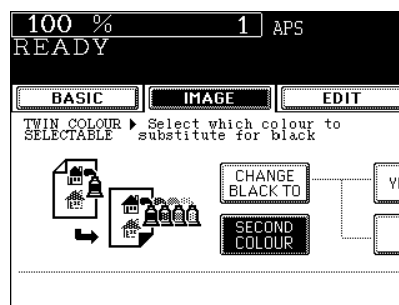 100 % 1 APS
READY
BASIC IMAGE EDIT
TWIN COLOUR ▶ Select which colour to
SELECTABLE substitute for black
CHANGE
BLACK TO
SECOND
COLOUR